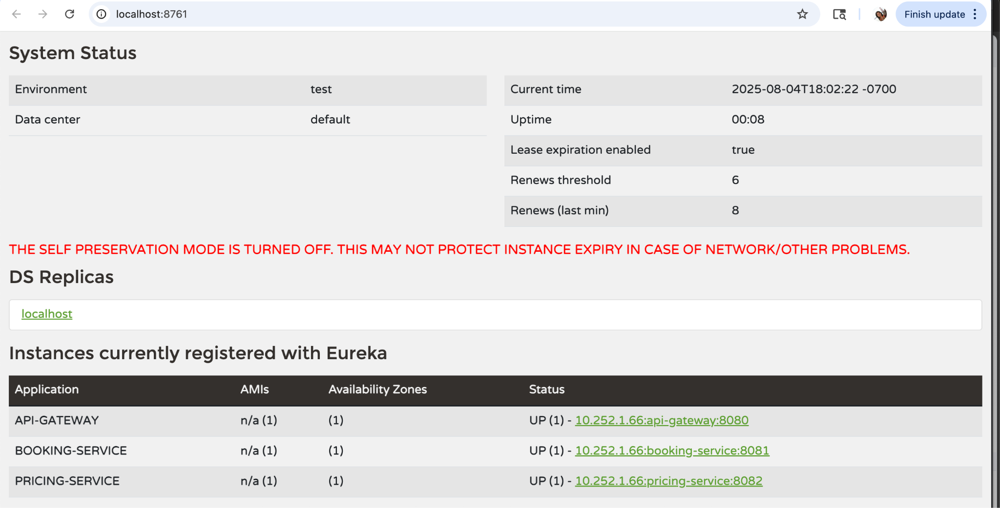 localhost:8761
Finish update
System Status
Environment test
Data center default
Current time 2025-08-04T18:02:22 -0700
Uptime 00:08
Lease expiration enabled true
Renews threshold 6
Renews (last min) 8
THE SELF PRESERVATION MODE IS TURNED OFF. THIS MAY NOT PROTECT INSTANCE EXPIRY IN CASE OF NETWORK/OTHER PROBLEMS.
DS Replicas
localhost
Instances currently registered with Eureka
Application AMIs Availability Zones Status
API-GATEWAY n/a (1) (1) UP (1) - 10.252.1.66:api-gateway:8080
BOOKING-SERVICE n/a (1) (1) UP (1) - 10.252.1.66:booking-service:8081
PRICING-SERVICE n/a (1) (1) UP (1) - 10.252.1.66:pricing-service:8082